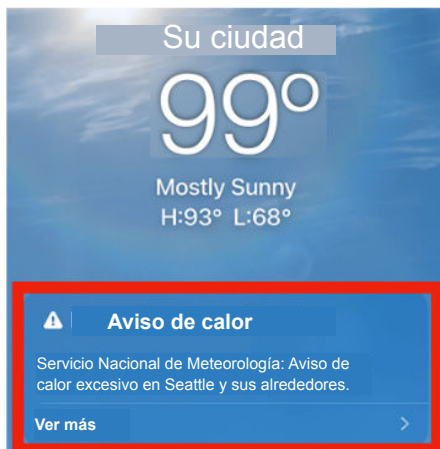 Su ciudad
99°
Mostly Sunny
H:93° L:68°
Aviso de calor
Servicio Nacional de Meteorología: Aviso de
calor excesivo en Seattle y sus alrededores.
Ver más